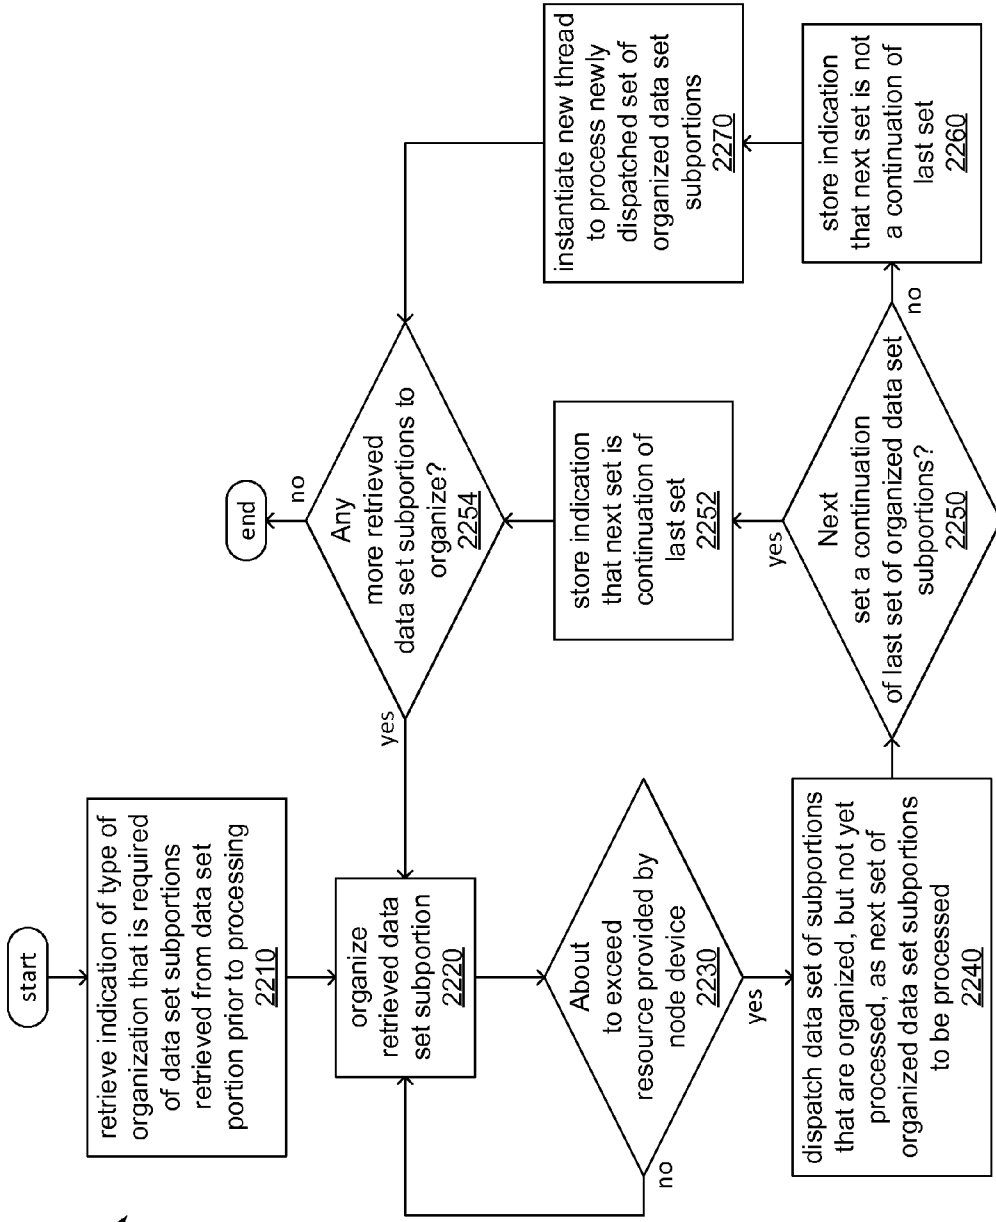 start
retrieve indication of type of
organization that is required
of data set subportions
retrieved from data set
portion prior to processing
2210
organize
retrieved data
set subportion
2220
About
to exceed
resource provided by
node device
2230
no
yes
dispatch data set of subportions
that are organized, but not yet
processed, as next set of
organized data set subportions
to be processed
2240
Next
set a continuation
of last set of organized data set
subportions?
2250
yes
no
store indication
that next set is
continuation of
last set
2252
Any
more retrieved
data set subportions to
organize?
2254
yes
no
end
store indication
that next set is not
a continuation of
last set
2260
instantiate new thread
to process newly
dispatched set of
organized data set
subportions
2270